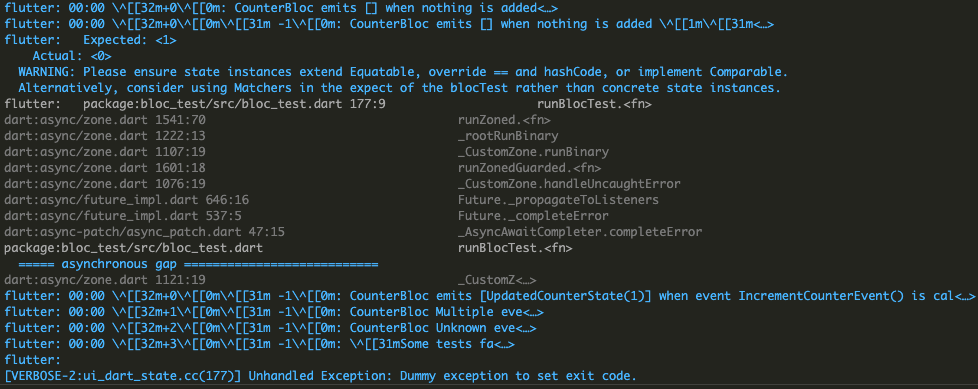 flutter: 00:00 \^[[32m+0\^[[0m: CounterBloc emits [] when nothing is added<…>
flutter: 00:00 \^[[32m+0\^[[0m\^[[31m -1\^[[0m: CounterBloc emits [] when nothing is added \^[[1m\^[[31m<…>
flutter:   Expected: <1>
    Actual: <0>
  WARNING: Please ensure state instances extend Equatable, override == and hashCode, or implement Comparable.
  Alternatively, consider using Matchers in the expect of the blocTest rather than concrete state instances.
flutter:   package:bloc_test/src/bloc_test.dart 177:9                     runBlocTest.<fn>
dart:async/zone.dart 1541:70                                   runZoned.<fn>
dart:async/zone.dart 1222:13                                   _rootRunBinary
dart:async/zone.dart 1107:19                                   _CustomZone.runBinary
dart:async/zone.dart 1601:18                                   runZonedGuarded.<fn>
dart:async/zone.dart 1076:19                                   _CustomZone.handleUncaughtError
dart:async/future_impl.dart 646:16                             Future._propagateToListeners
dart:async/future_impl.dart 537:5                              Future._completeError
dart:async-patch/async_patch.dart 47:15                        _AsyncAwaitCompleter.completeError
package:bloc_test/src/bloc_test.dart                           runBlocTest.<fn>
  ===== asynchronous gap ===========================
dart:async/zone.dart 1121:19                                   _CustomZ<…>
flutter: 00:00 \^[[32m+0\^[[0m\^[[31m -1\^[[0m: CounterBloc emits [UpdatedCounterState(1)] when event IncrementCounterEvent() is cal<…>
flutter: 00:00 \^[[32m+1\^[[0m\^[[31m -1\^[[0m: CounterBloc Multiple eve<…>
flutter: 00:00 \^[[32m+2\^[[0m\^[[31m -1\^[[0m: CounterBloc Unknown eve<…>
flutter: 00:00 \^[[32m+3\^[[0m\^[[31m -1\^[[0m: \^[[31mSome tests fa<…>
flutter:
[VERBOSE-2:ui_dart_state.cc(177)] Unhandled Exception: Dummy exception to set exit code.